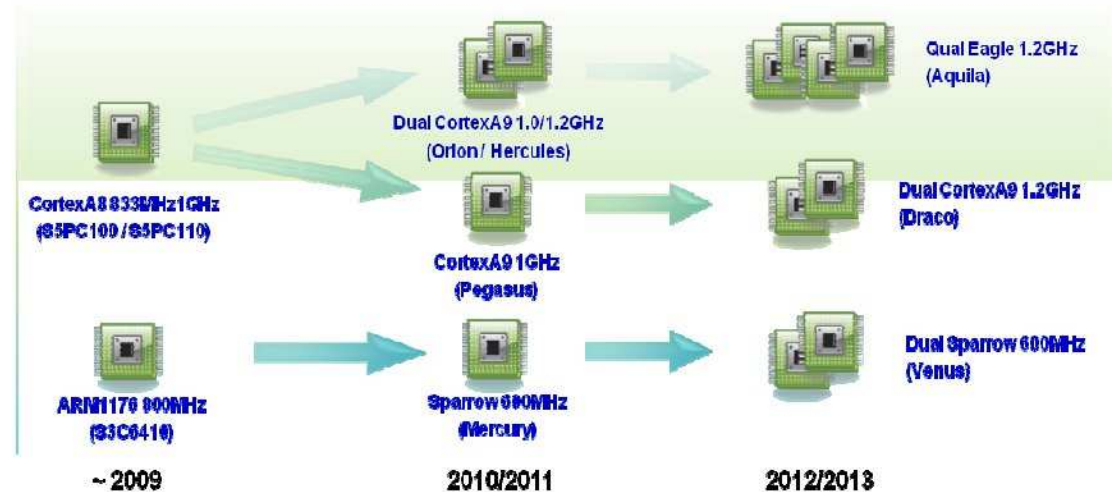 Dual CortexA9 1.0/1.2GHz
(Orion / Hercules)
Qual Eagle 1.2GHz
(Aquila)
CortexA8 833MHz1GHz
(S5PC100 / S5PC110)
CortexA9 1GHz
(Pegasus)
Dual CortexA9 1.2GHz
(Draco)
ARM1176 800MHz
(S3C6410)
Sparrow 600MHz
(Mercury)
Dual Sparrow 600MHz
(Venus)
~ 2009
2010/2011
2012/2013